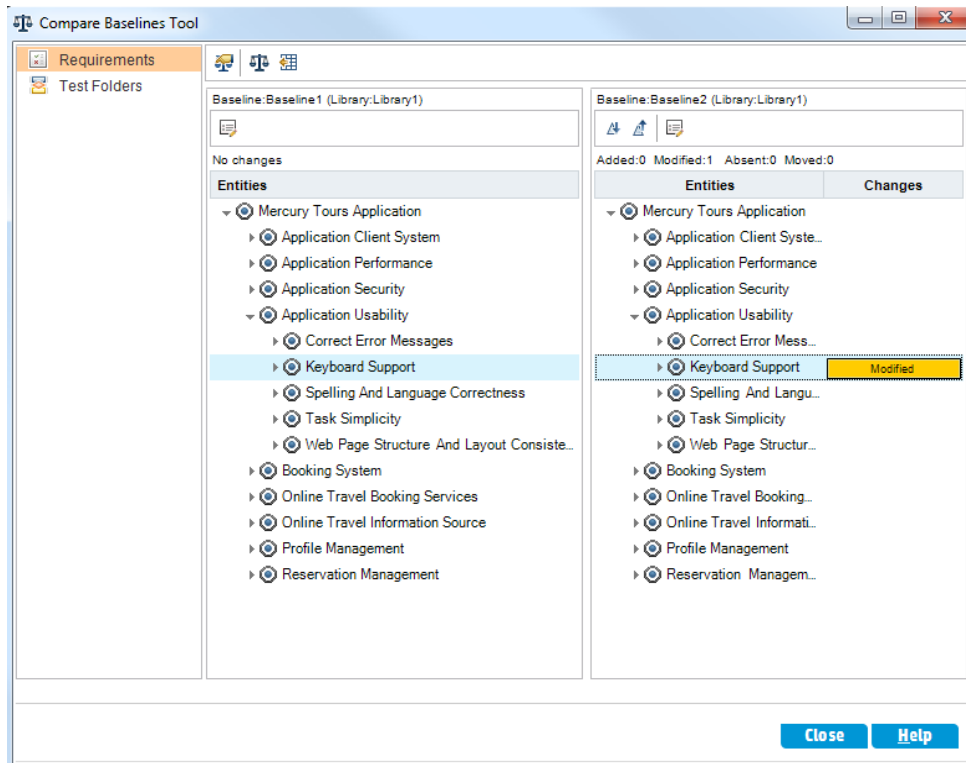 Compare Baselines Tool
Requirements
Test Folders
Baseline:Baseline1 (Library:Library1)
No changes
Entities
Mercury Tours Application
Application Client System
Application Performance
Application Security
Application Usability
Correct Error Messages
Keyboard Support
Spelling And Language Correctness
Task Simplicity
Web Page Structure And Layout Consiste...
Booking System
Online Travel Booking Services
Online Travel Information Source
Profile Management
Reservation Management
Baseline:Baseline2 (Library:Library1)
Added:0 Modified:1 Absent:0 Moved:0
Entities Changes
Mercury Tours Application
Application Client Syste...
Application Performance
Application Security
Application Usability
Correct Error Mess...
Keyboard Support Modified
Spelling And Langu...
Task Simplicity
Web Page Structur...
Booking System
Online Travel Booking...
Online Travel Informati...
Profile Management
Reservation Managem...
Close Help